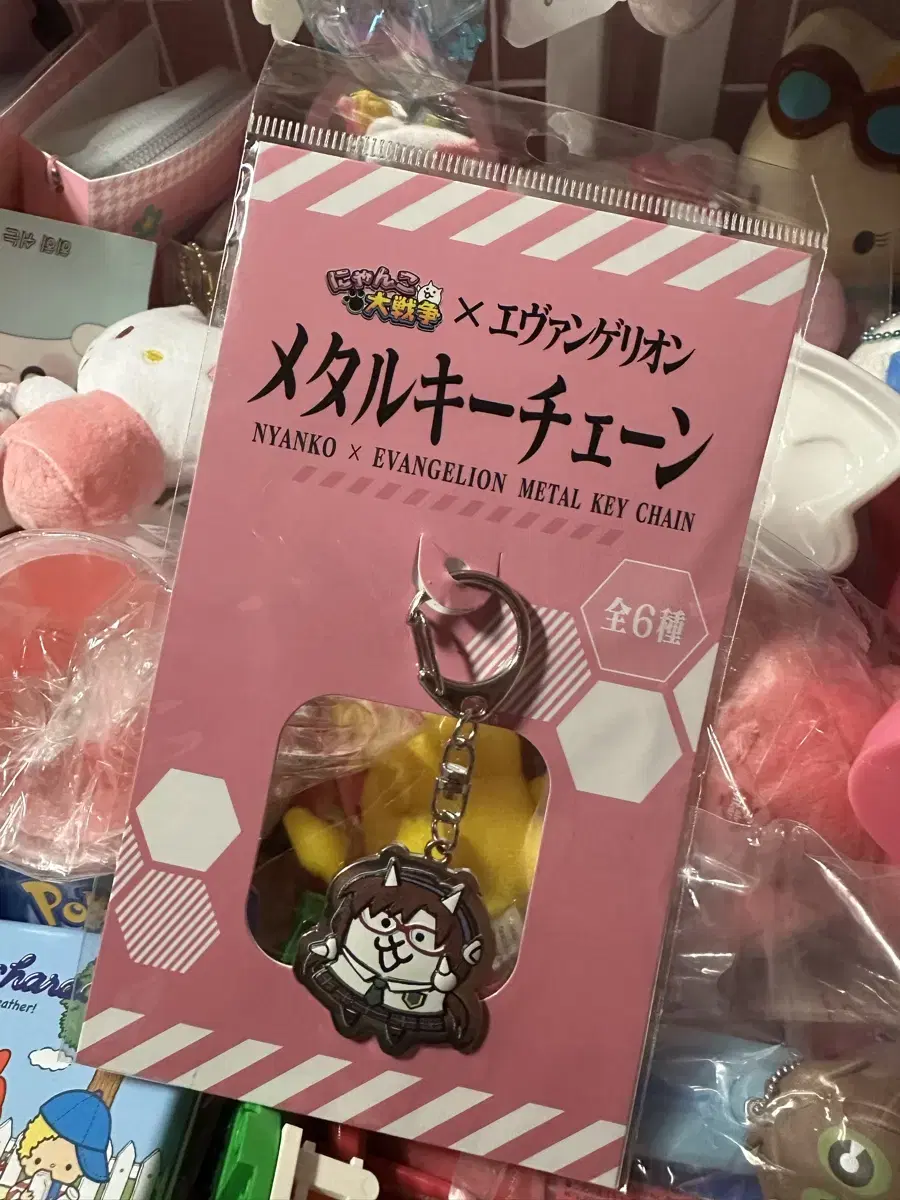 にゃんこ
大戦争
×エヴァンゲリオン
メタルキーチェーン
NYANKO × EVANGELION METAL KEY CHAIN
全6種
Po